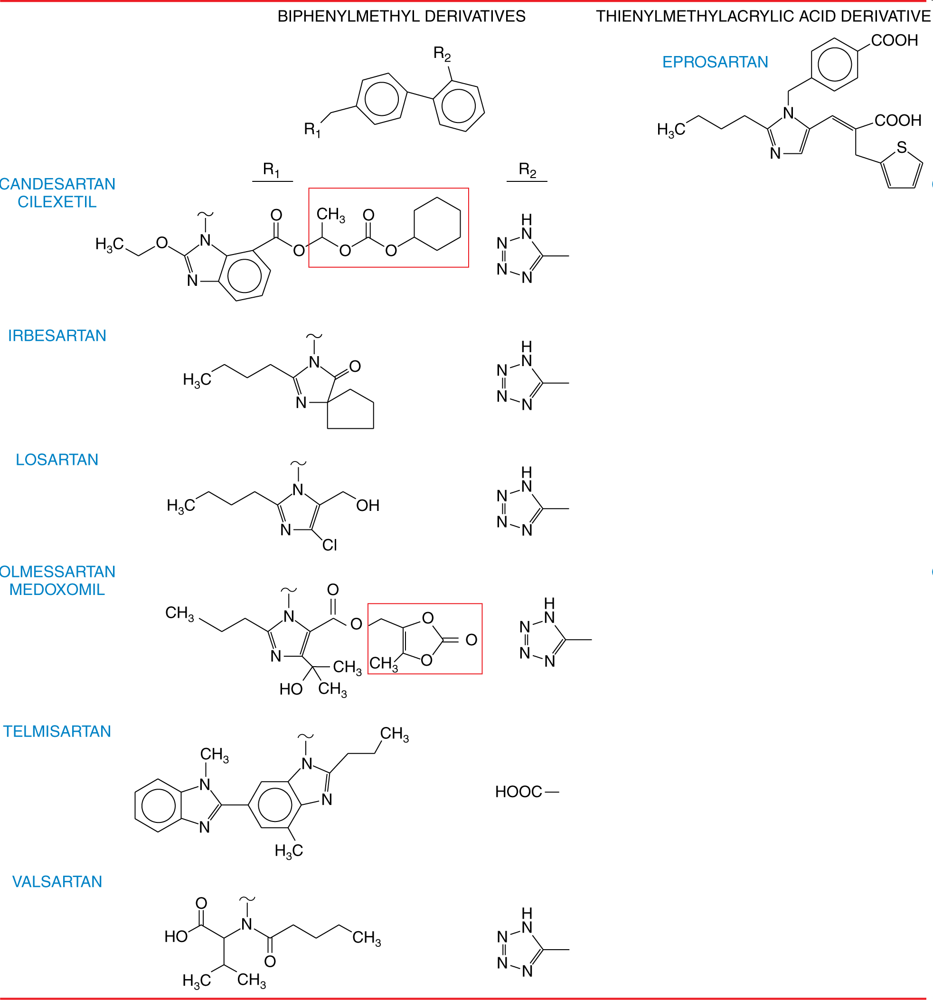 BIPHENYLMETHYL DERIVATIVES
THIENYLMETHYLACRYLIC ACID DERIVATIVE
R2
R1
EPROSARTAN
COOH
N
COOH
H3C
N
S
R1
R2
CANDESARTAN
CILEXETIL
H3C
O
N
N
O
O
CH3
O
O
O
H
N
N
N
N
IRBESARTAN
H3C
N
O
N
H
N
N
N
N
LOSARTAN
H3C
N
OH
N
Cl
H
N
N
N
N
OLMESSARTAN
MEDOXOMIL
CH3
N
O
O
N
CH3
HO
CH3
O
O
O
CH3
H
N
N
N
N
TELMISARTAN
CH3
N
N
N
CH3
N
H3C
HOOC
VALSARTAN
O
HO
N
CH3
O
H3C
CH3
H
N
N
N
N